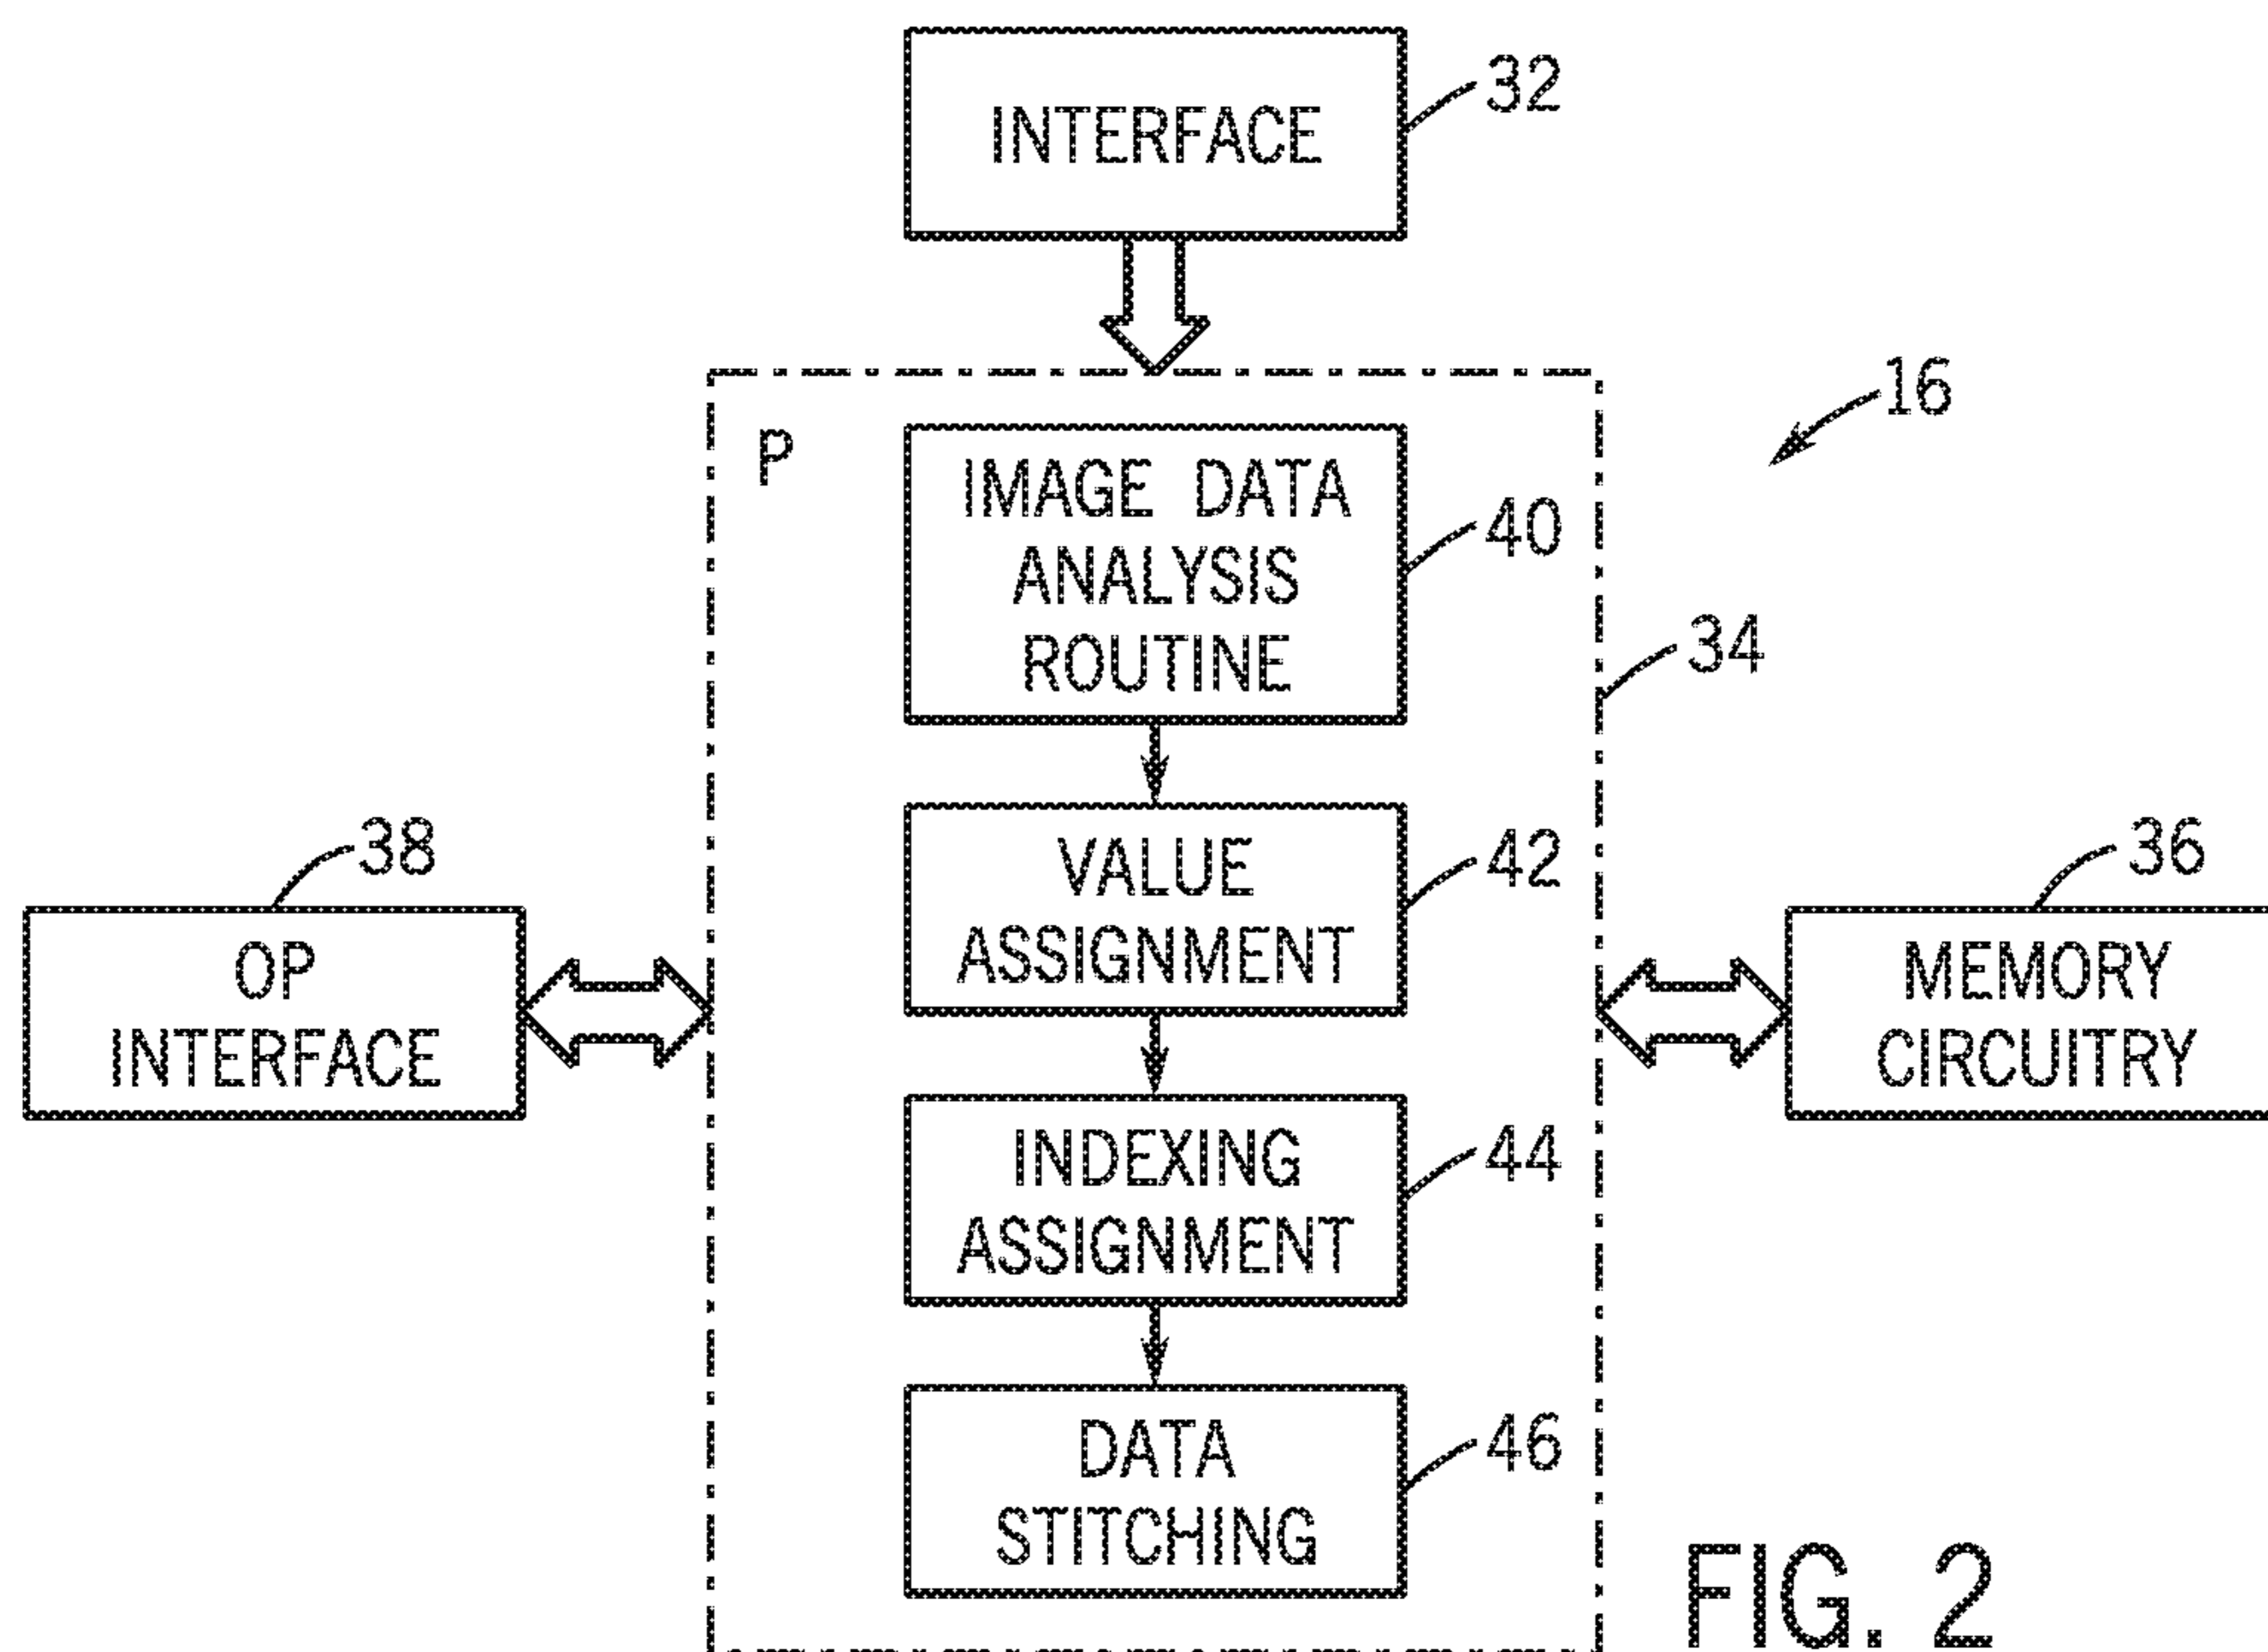 INTERFACE
32
16
P
IMAGE DATA
ANALYSIS
ROUTINE
40
34
VALUE
ASSIGNMENT
42
38
OP
INTERFACE
36
MEMORY
CIRCUITRY
INDEXING
ASSIGNMENT
44
DATA
STITCHING
46
FIG. 2